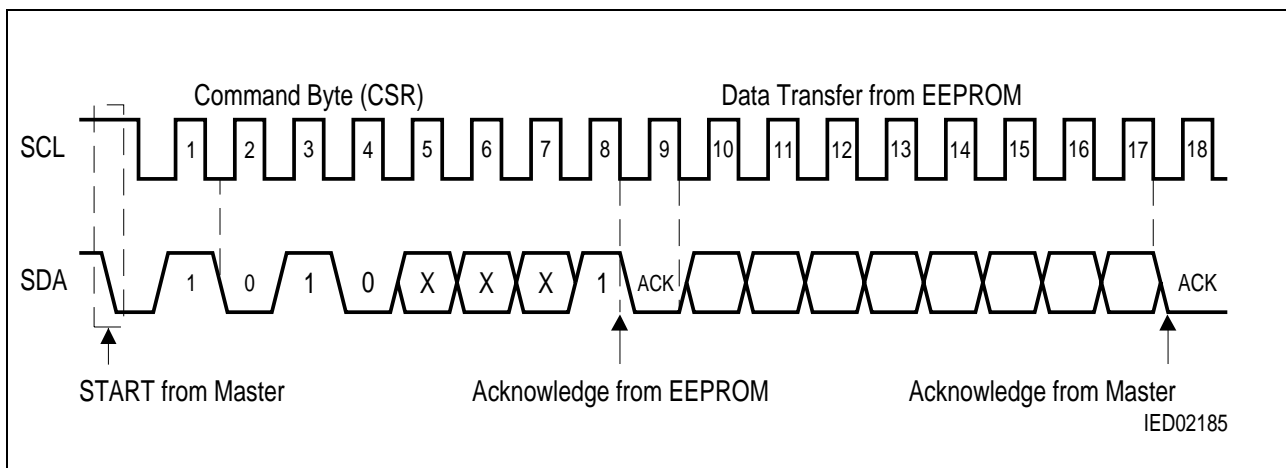 Command Byte (CSR) Data Transfer from EEPROM
SCL 1 2 3 4 5 6 7 8 9 10 11 12 13 14 15 16 17 18
SDA 1 0 1 0 X X X 1 ACK ACK
START from Master Acknowledge from EEPROM Acknowledge from Master
IED02185